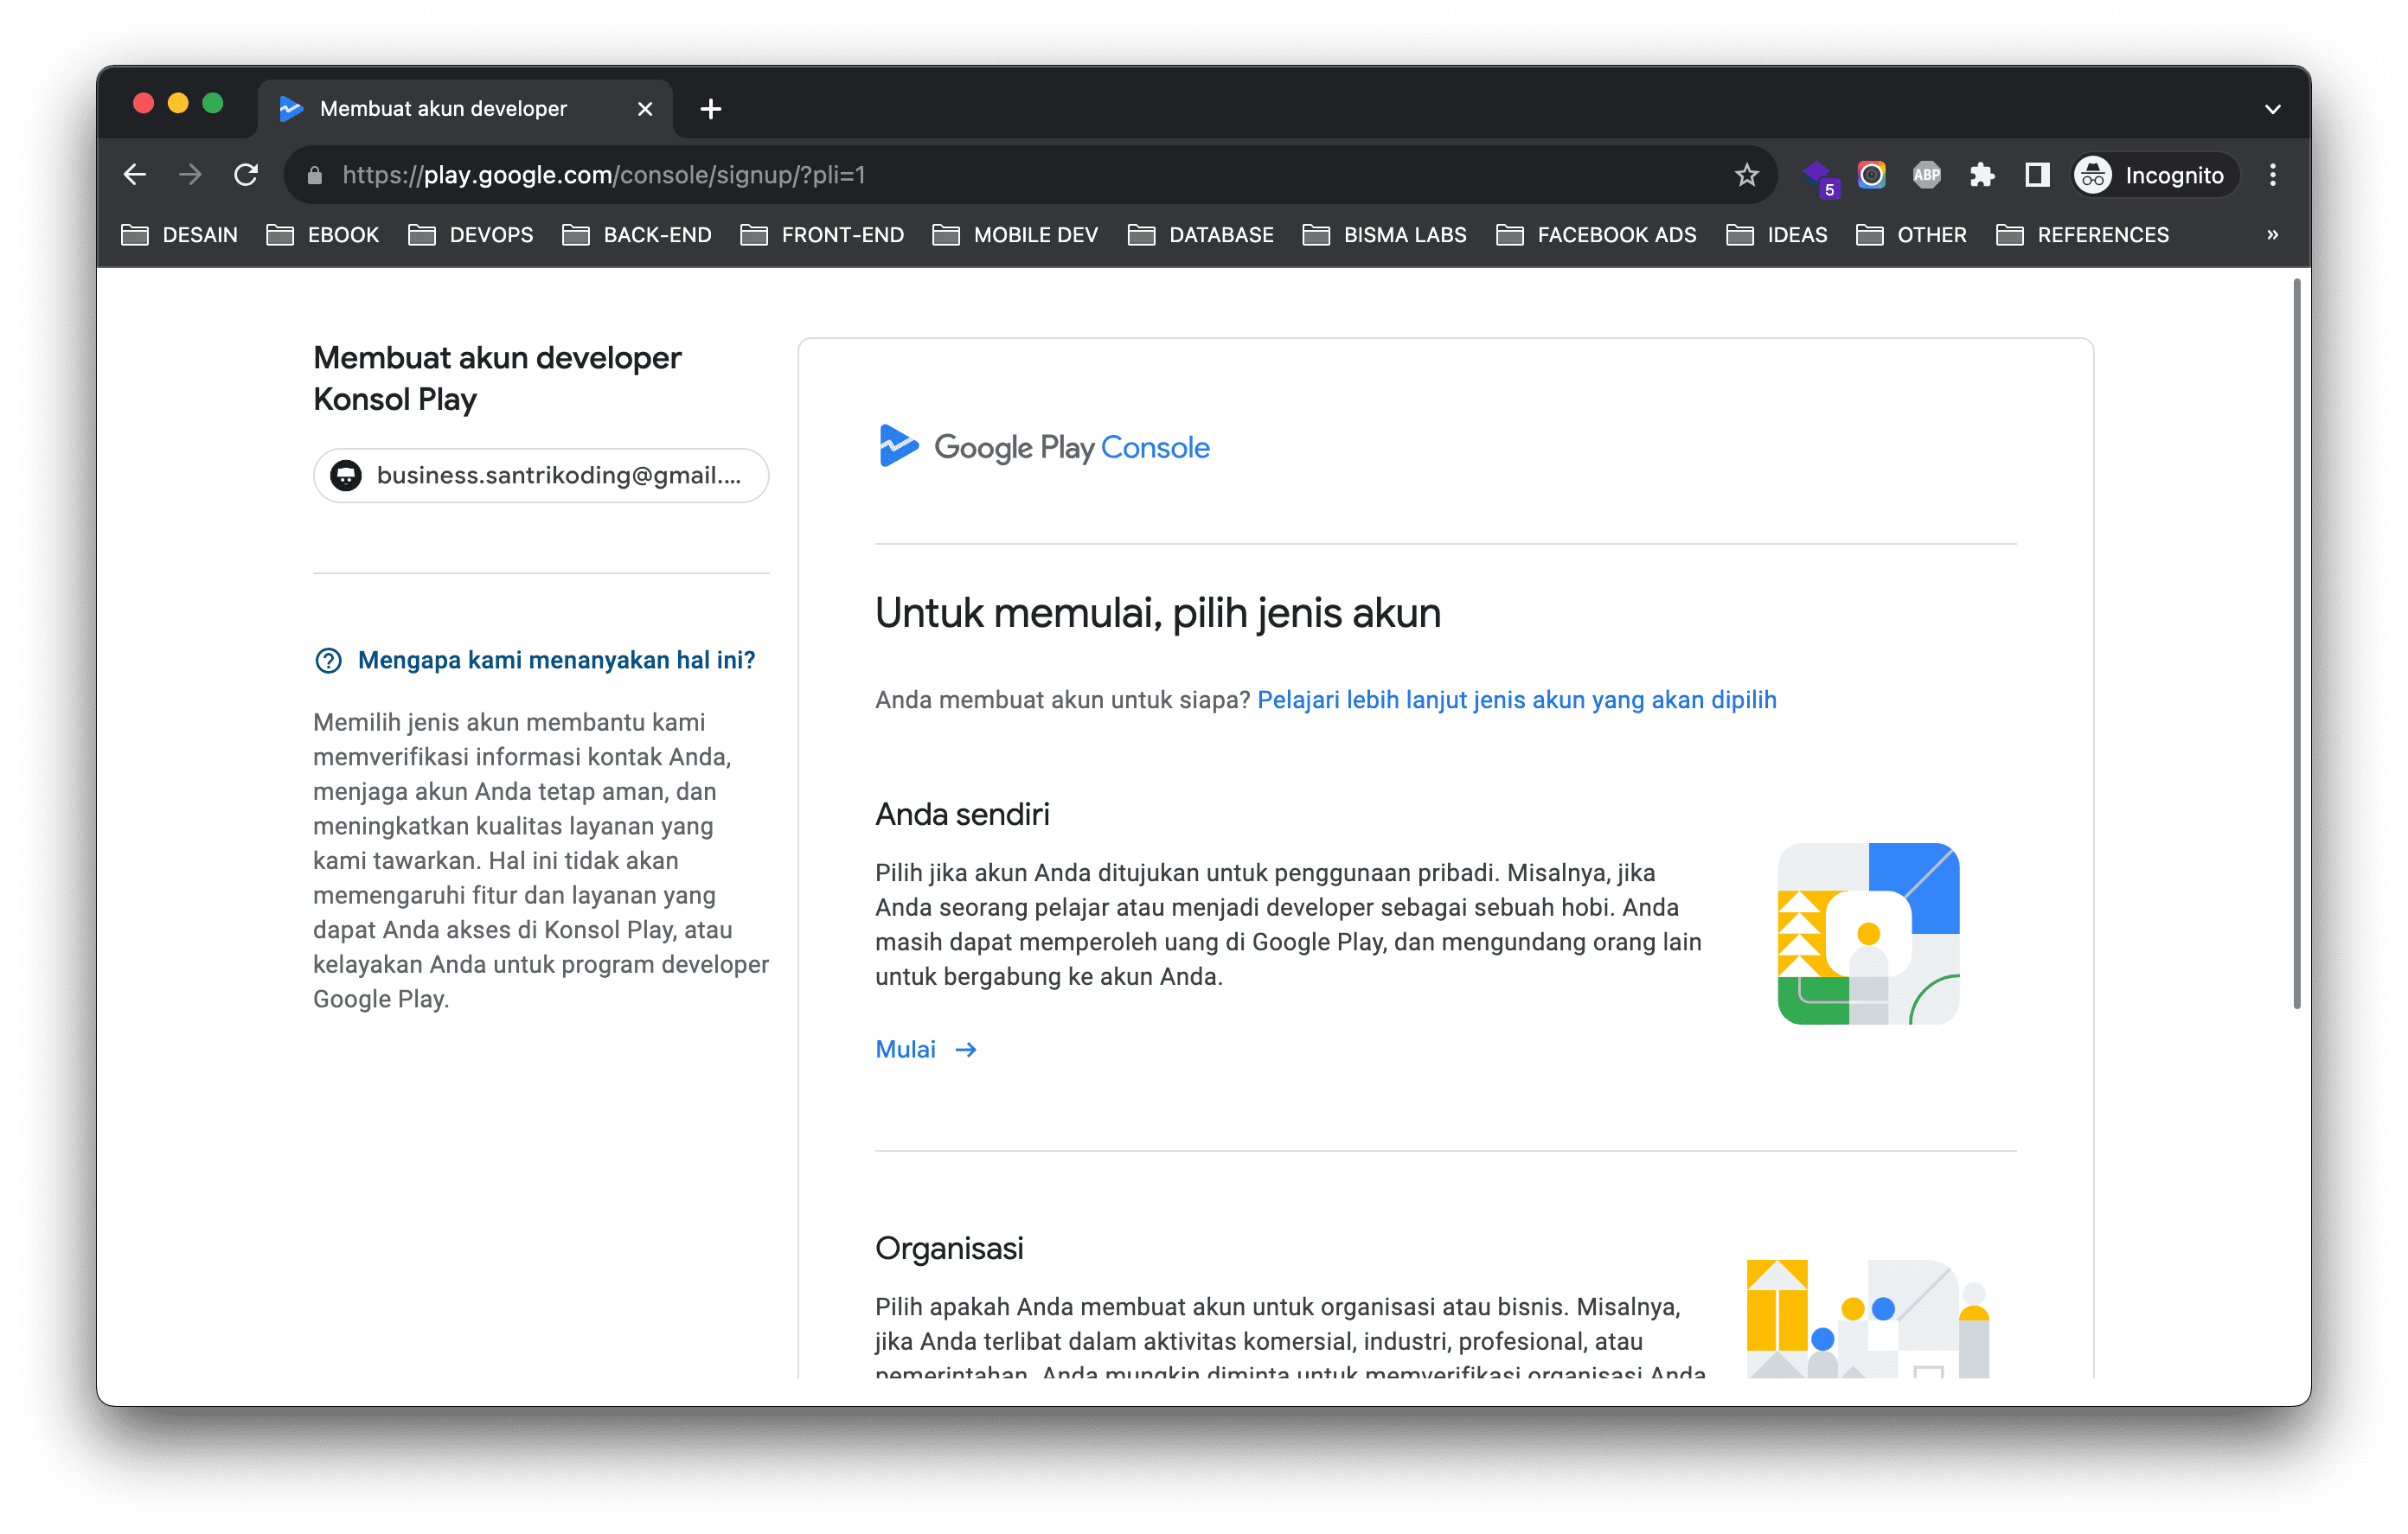 Membuat akun developer
https://play.google.com/console/signup/?pli=1
5
ABP
Incognito
DESAIN
EBOOK
DEVOPS
BACK-END
FRONT-END
MOBILE DEV
DATABASE
BISMA LABS
FACEBOOK ADS
IDEAS
OTHER
REFERENCES
»
Membuat akun developer
Konsol Play
business.santrikoding@gmail....
Mengapa kami menanyakan hal ini?
Memilih jenis akun membantu kami
memverifikasi informasi kontak Anda,
menjaga akun Anda tetap aman, dan
meningkatkan kualitas layanan yang
kami tawarkan. Hal ini tidak akan
memengaruhi fitur dan layanan yang
dapat Anda akses di Konsol Play, atau
kelayakan Anda untuk program developer
Google Play.
Google Play Console
Untuk memulai, pilih jenis akun
Anda membuat akun untuk siapa? Pelajari lebih lanjut jenis akun yang akan dipilih
Anda sendiri
Pilih jika akun Anda ditujukan untuk penggunaan pribadi. Misalnya, jika
Anda seorang pelajar atau menjadi developer sebagai sebuah hobi. Anda
masih dapat memperoleh uang di Google Play, dan mengundang orang lain
untuk bergabung ke akun Anda.
Mulai
Organisasi
Pilih apakah Anda membuat akun untuk organisasi atau bisnis. Misalnya,
jika Anda terlibat dalam aktivitas komersial, industri, profesional, atau
pemerintahan. Anda mungkin diminta untuk memverifikasi organisasi Anda